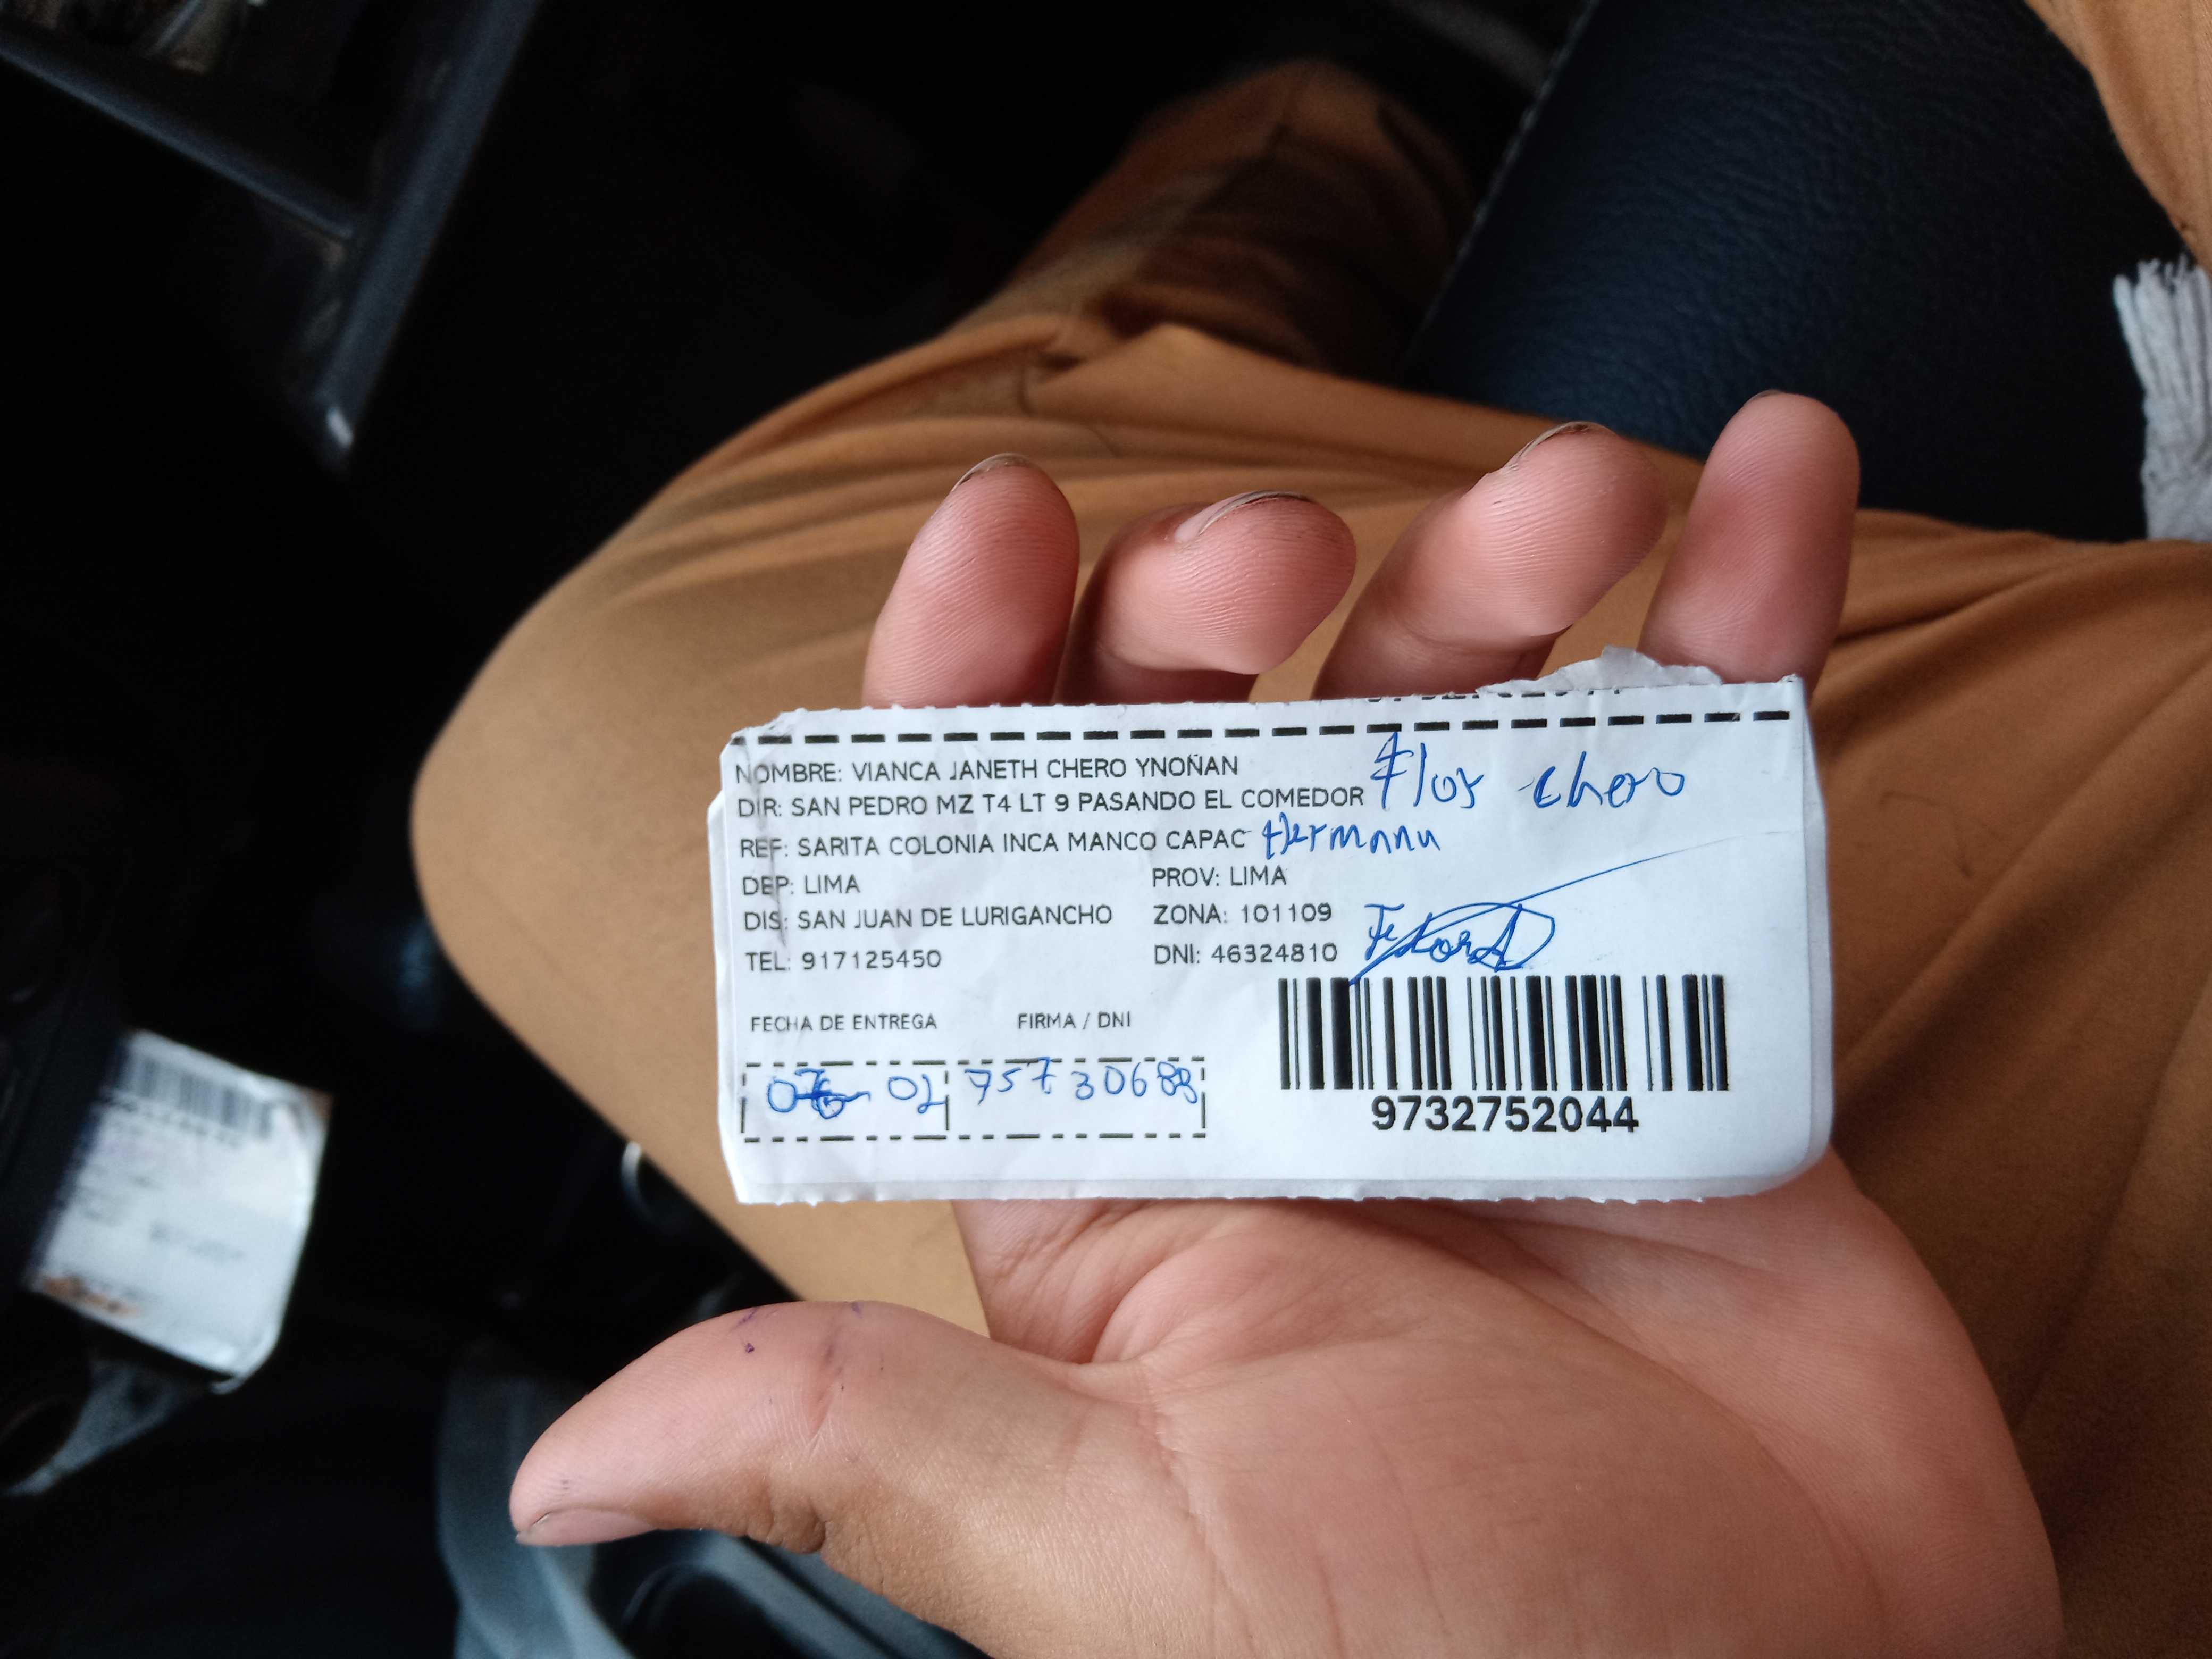 NOMBRE: VIANCA JANETH CHERO YNOÑAN
Flor chero
DIR: SAN PEDRO MZ T4 LT 9 PASANDO EL COMEDOR
REF: SARITA COLONIA INCA MANCO CAPAC Hermana
DEP: LIMA PROV: LIMA
DIS: SAN JUAN DE LURIGANCHO ZONA: 101109
TEL: 917125450 DNI: 46324810
FECHA DE ENTREGA FIRMA / DNI
02 75730688
9732752044